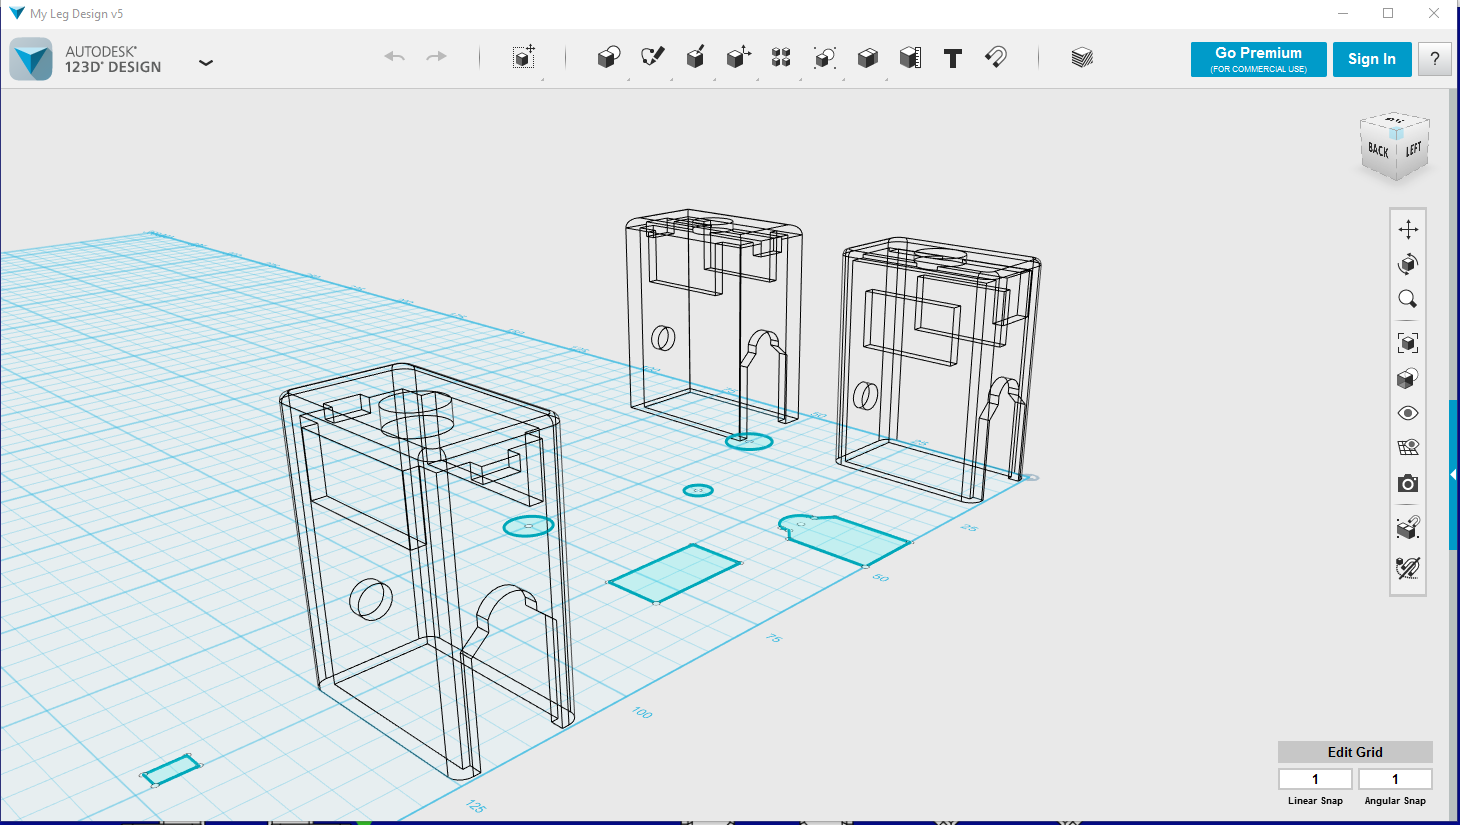 My Leg Design v5
AUTODESK®
123D® DESIGN
T
Go Premium
(FOR COMMERCIAL USE)
Sign In
?
BACK
LEFT
25
50
25
50
75
100
125
Edit Grid
1
1
Linear Snap
Angular Snap